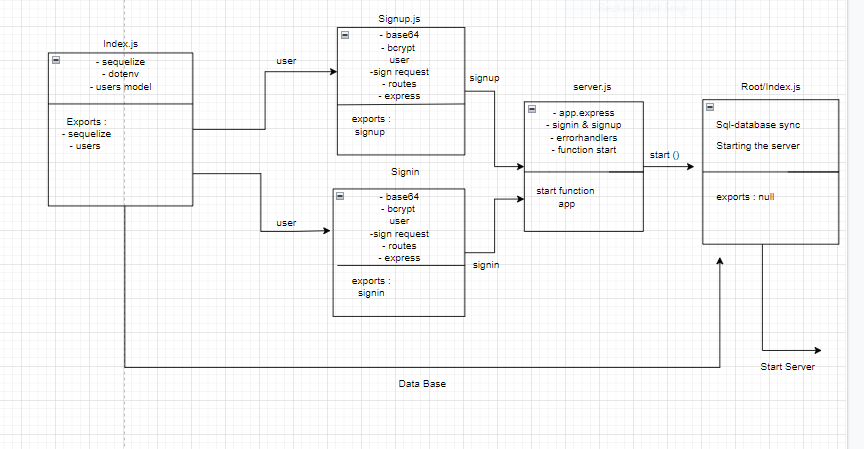 Index.js
- sequelize
- dotenv
- users model
Exports :
- sequelize
- users
user
user
Signup.js
- base64
- bcrypt
user
-sign request
- routes
- express
exports :
signup
signup
Signin
- base64
- bcrypt
user
-sign request
- routes
- express
exports :
signin
signin
server.js
- app.express
- signin & signup
- errorhandlers
- function start
start function
app
start ()
Root/Index.js
Sql-database sync
Starting the server
exports : null
Start Server
Data Base